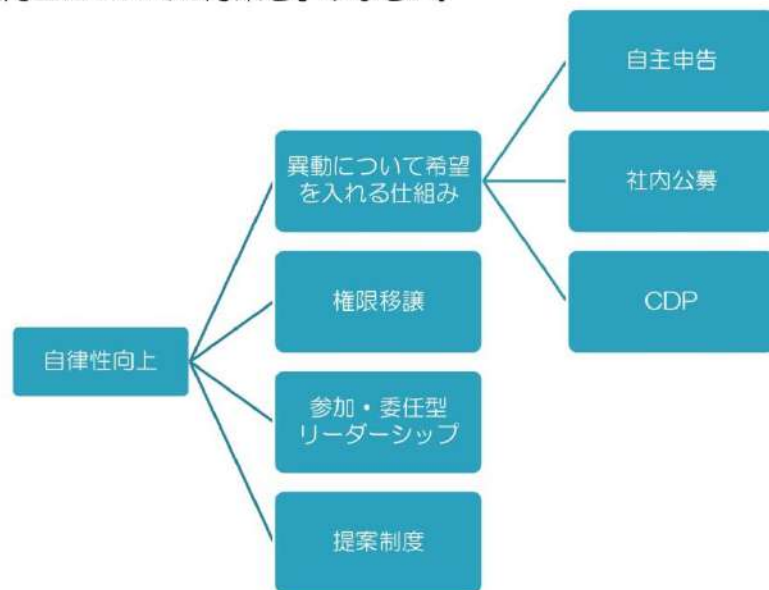 自律性向上
異動について希望
を入れる仕組み
権限移譲
参加・委任型
リーダーシップ
提案制度
自主申告
社内公募
CDP